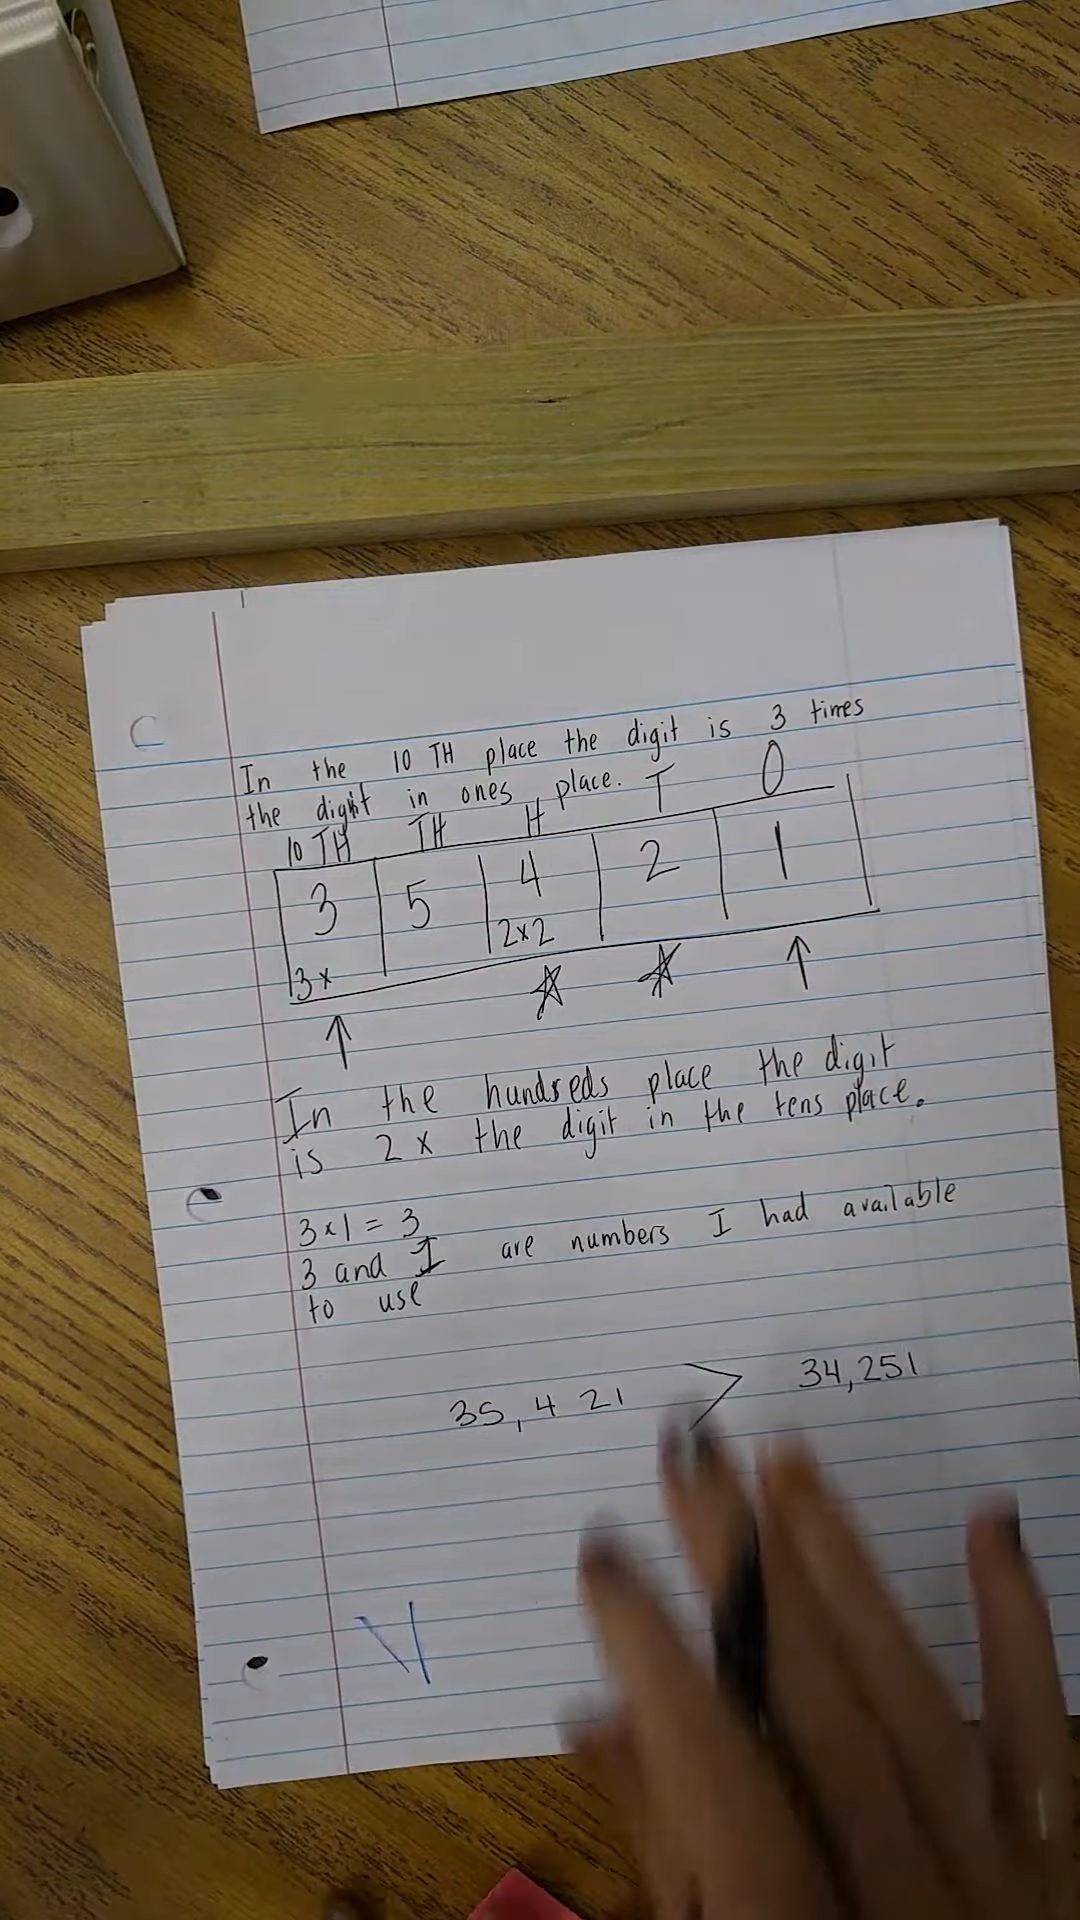 C
In the 10 TH place the digit is 3 times
the digit in ones place.
10 TH TH H T O
3 5 4 2 1
3x 2x2
In the hundreds place the digit
is 2 x the digit in the tens place.
3x1 = 3
3 and 1 are numbers I had available
to use
35,421 > 34,251